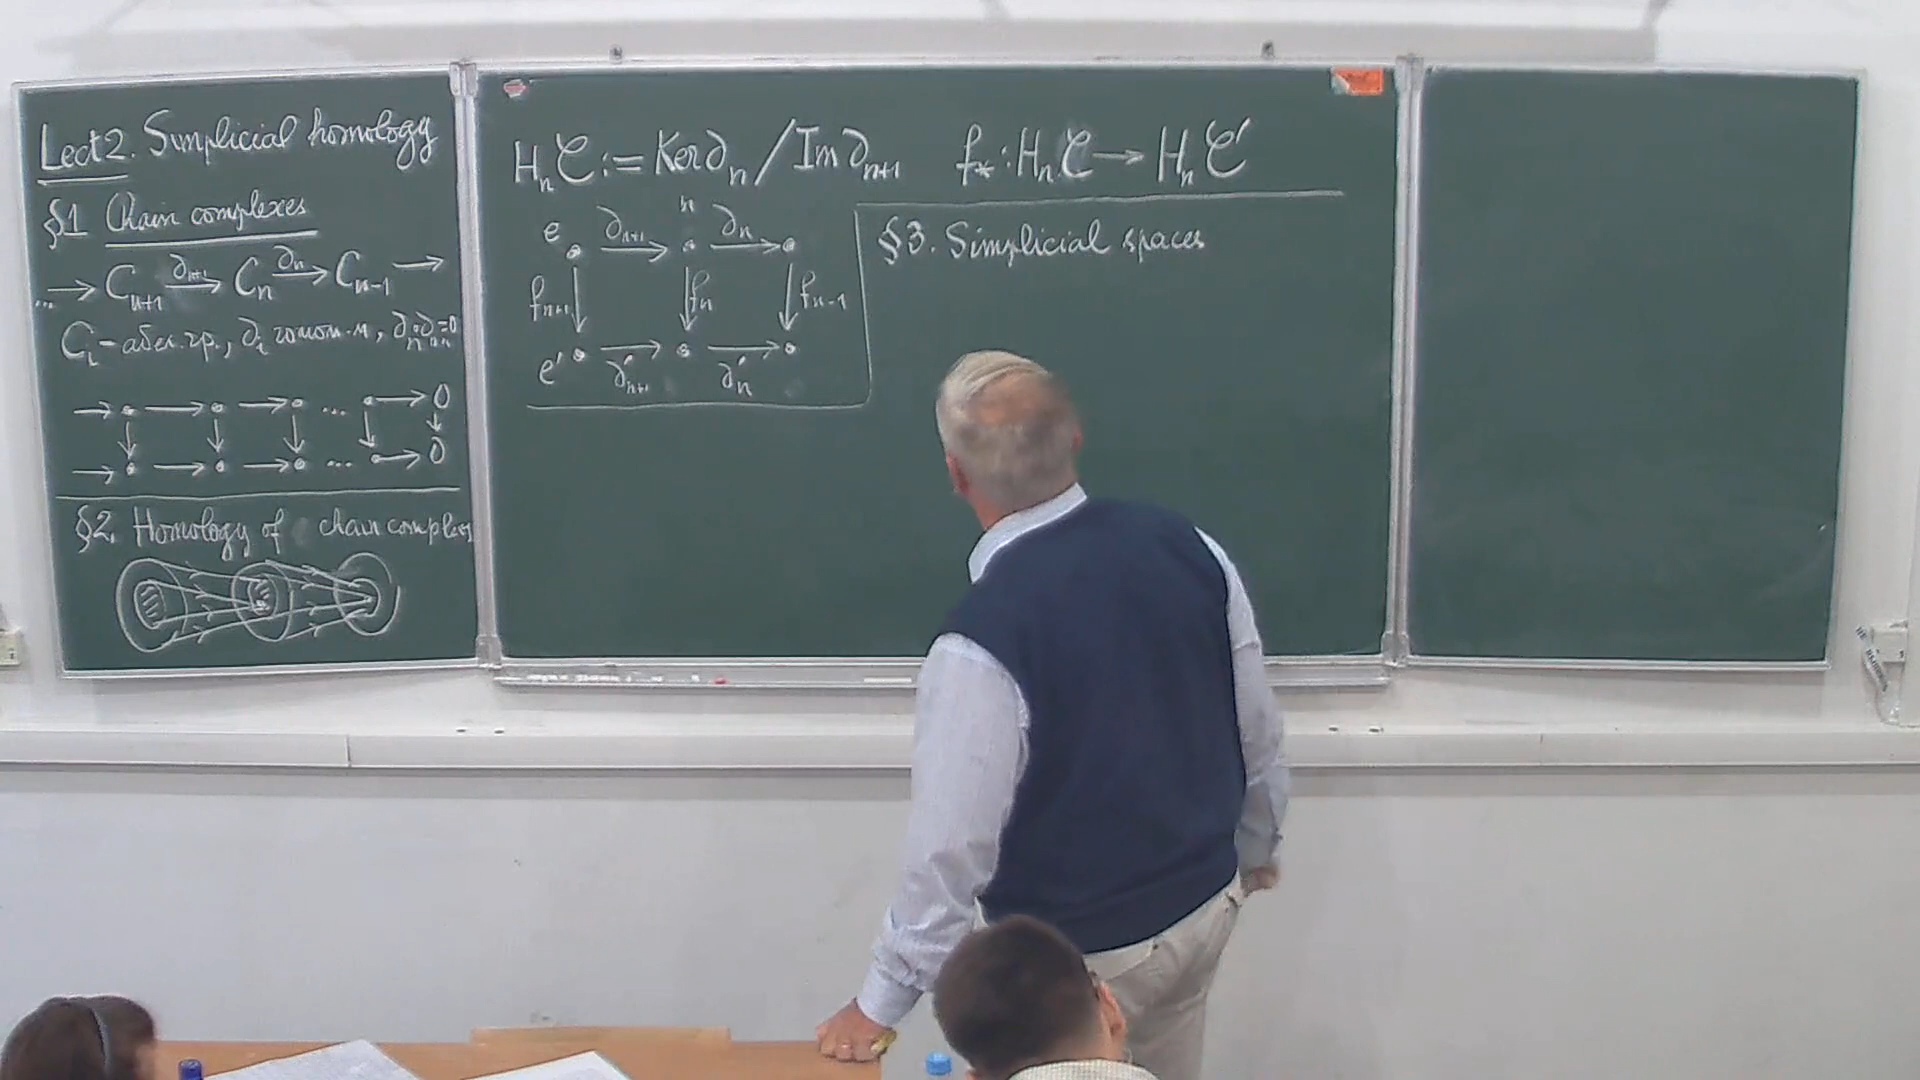 Lect 2. Simplicial homology
§1 Chain complexes
... → C_{n+1} —∂_{n+1}→ C_n —∂_n→ C_{n-1} →
C_i – абел. гр., ∂_i гомом-м, ∂_n ∘ ∂_{n+1} = 0
→ • → • → • ... • → 0
→ • → • → • ... • → 0
§2. Homology of chain complex
H_n 𝒞 := Ker ∂_n / Im ∂_{n+1}    f_* : H_n 𝒞 → H_n 𝒞'
n
𝒞 • —∂_{n+1}→ • —∂_n→ •
f_{n+1} ↓ ↓ f_n ↓ f_{n-1}
𝒞' • —∂'_{n+1}→ • —∂'_n→ •
§3. Simplicial spaces